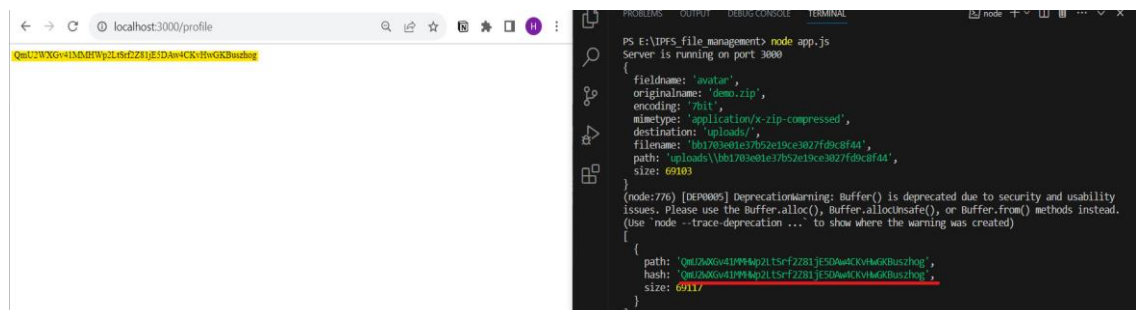 localhost:3000/profile
H
QmU2WXGv41MMHWp2LtSrf2Z81jE5DAw4CKvHwGKBuszhog
PROBLEMS OUTPUT DEBUG CONSOLE TERMINAL
node
PS E:\IPFS_file_management> node app.js
Server is running on port 3000
{
fieldname: 'avatar',
originalname: 'demo.zip',
encoding: '7bit',
mimetype: 'application/x-zip-compressed',
destination: 'uploads/',
filename: 'bb1703e01e37b52e19ce3027fd9c8f44',
path: 'uploads\\bb1703e01e37b52e19ce3027fd9c8f44',
size: 69103
}
(node:776) [DEP0005] DeprecationWarning: Buffer() is deprecated due to security and usability
issues. Please use the Buffer.alloc(), Buffer.allocUnsafe(), or Buffer.from() methods instead.
(Use `node --trace-deprecation ...` to show where the warning was created)
[
{
path: 'QmU2WXGv41MMHWp2LtSrf2Z81jE5DAw4CKvHwGKBuszhog',
hash: 'QmU2WXGv41MMHWp2LtSrf2Z81jE5DAw4CKvHwGKBuszhog',
size: 69117
}